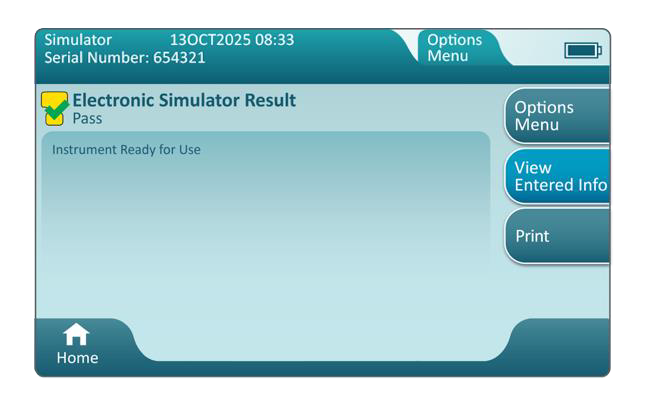 Simulator 13OCT2025 08:33
Serial Number: 654321
Options
Menu
Electronic Simulator Result
Pass
Instrument Ready for Use
Options
Menu
View
Entered Info
Print
Home